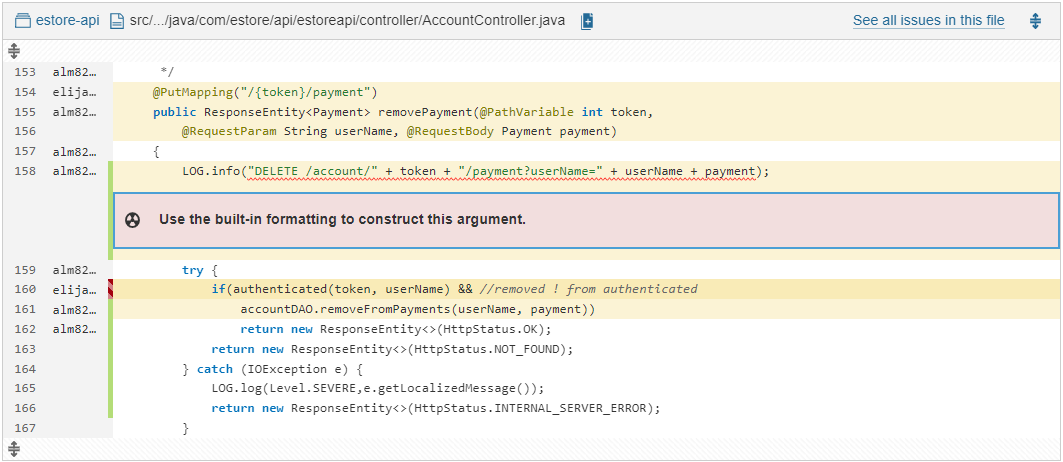 estore-api src/.../java/com/estore/api/estoreapi/controller/AccountController.java See all issues in this file
153 alm82... */
154 elija... @PutMapping("/{token}/payment")
155 alm82... public ResponseEntity<Payment> removePayment(@PathVariable int token,
156 @RequestParam String userName, @RequestBody Payment payment)
157 alm82... {
158 alm82... LOG.info("DELETE /account/" + token + "/payment?userName=" + userName + payment);
Use the built-in formatting to construct this argument.
159 alm82... try {
160 elija... if(authenticated(token, userName) && //removed ! from authenticated
161 alm82... accountDAO.removeFromPayments(userName, payment))
162 alm82... return new ResponseEntity<>(HttpStatus.OK);
163 return new ResponseEntity<>(HttpStatus.NOT_FOUND);
164 } catch (IOException e) {
165 LOG.log(Level.SEVERE,e.getLocalizedMessage());
166 return new ResponseEntity<>(HttpStatus.INTERNAL_SERVER_ERROR);
167 }